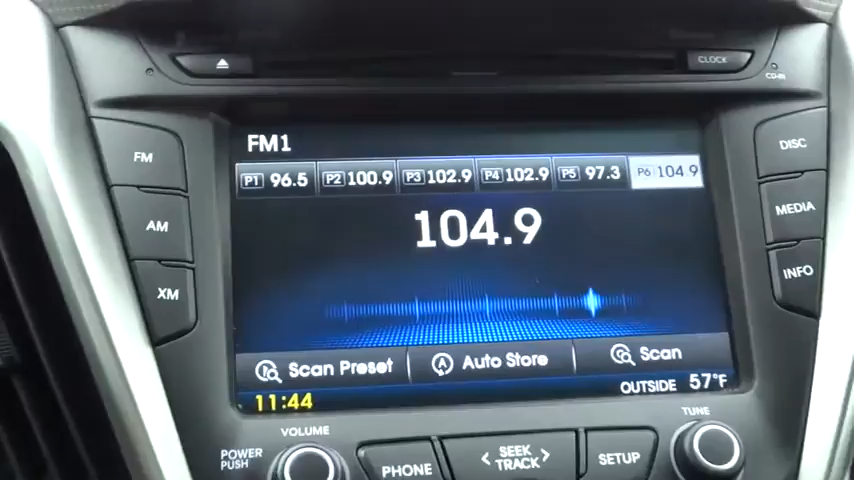 CLOCK
CD-IN
FM
AM
XM
DISC
MEDIA
INFO
FM1
P1 96.5 P2 100.9 P3 102.9 P4 102.9 P5 97.3 P6 104.9
104.9
Scan Preset Auto Store Scan
11:44 OUTSIDE 57°F
VOLUME
POWER
PUSH
PHONE
SEEK
TRACK
SETUP
TUNE